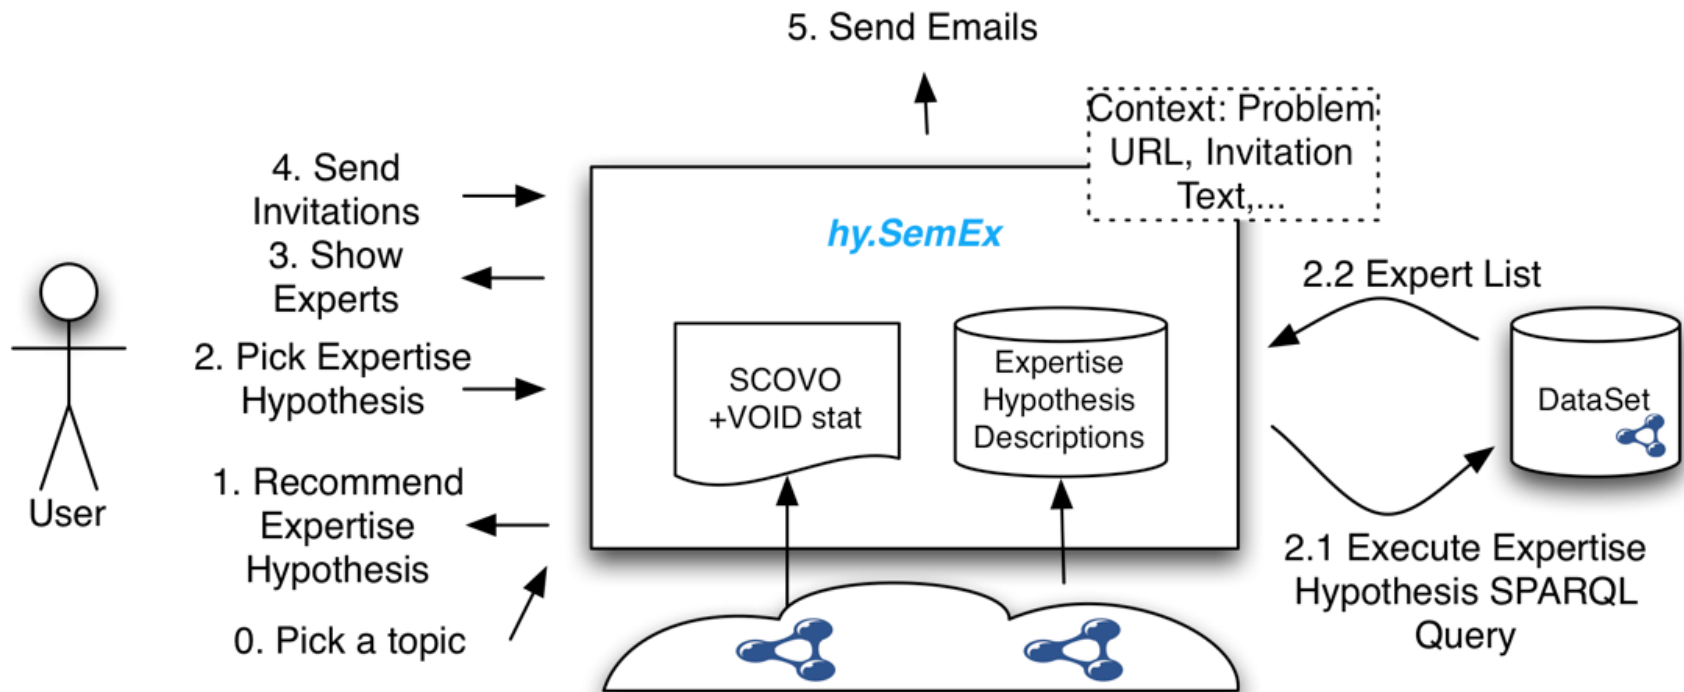 5. Send Emails
Context: Problem
URL, Invitation
Text,...
4. Send
Invitations
3. Show
Experts
2. Pick Expertise
Hypothesis
1. Recommend
Expertise
Hypothesis
0. Pick a topic
User
hy.SemEx
SCOVO
+VOID stat
Expertise
Hypothesis
Descriptions
2.2 Expert List
DataSet
2.1 Execute Expertise
Hypothesis SPARQL
Query